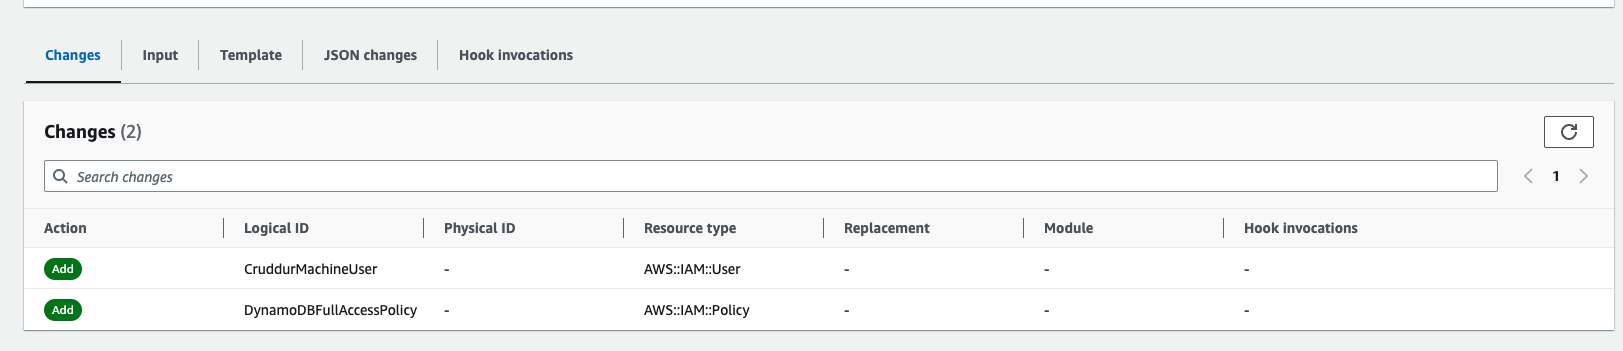 Changes Input Template JSON changes Hook invocations
Changes (2)
Search changes 1
Action Logical ID Physical ID Resource type Replacement Module Hook invocations
Add CruddurMachineUser - AWS::IAM::User - - -
Add DynamoDBFullAccessPolicy - AWS::IAM::Policy - - -